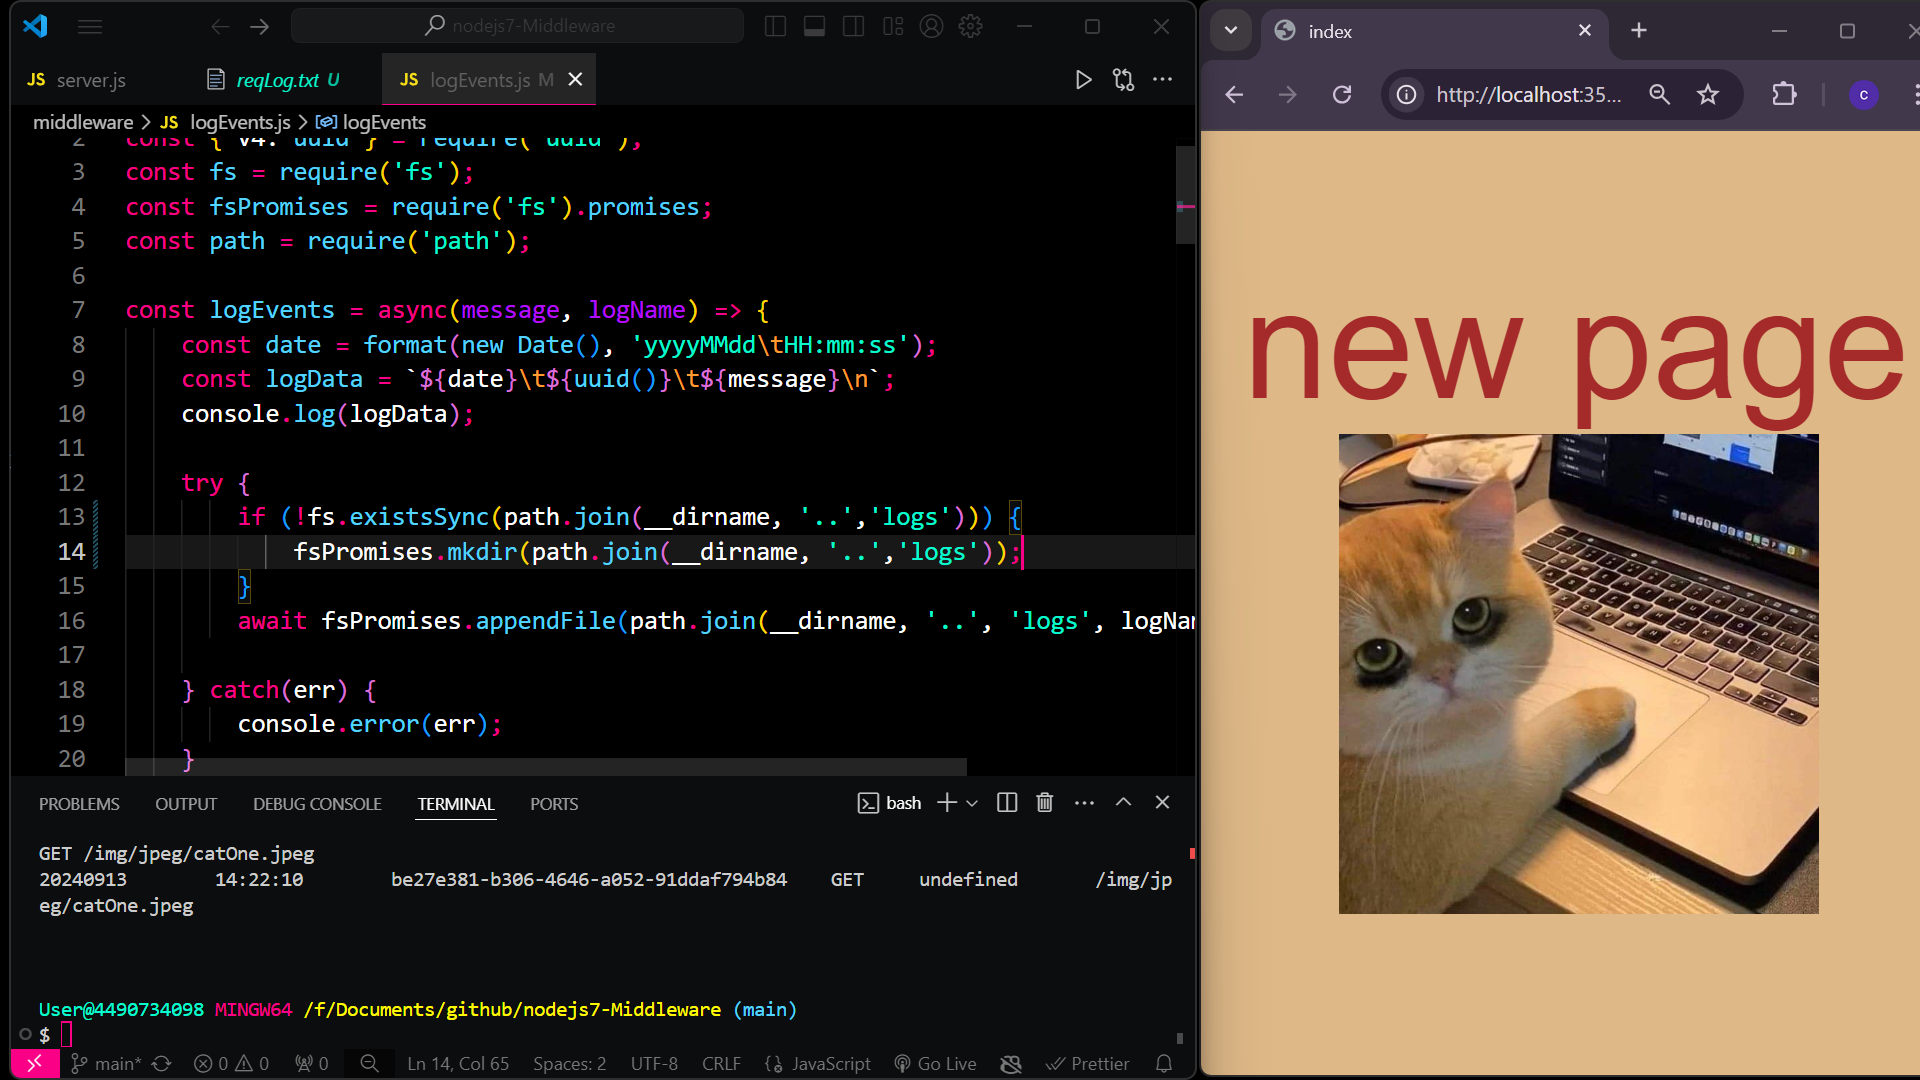 nodejs7-Middleware
JS server.js
reqLog.txt U
JS logEvents.js M
middleware > JS logEvents.js > logEvents
2 const { v4: uuid } = require('uuid');
3 const fs = require('fs');
4 const fsPromises = require('fs').promises;
5 const path = require('path');
6
7 const logEvents = async(message, logName) => {
8 const date = format(new Date(), 'yyyyMMdd\tHH:mm:ss');
9 const logData = `${date}\t${uuid()}\t${message}\n`;
10 console.log(logData);
11
12 try {
13 if (!fs.existsSync(path.join(__dirname, '..','logs'))) {
14 fsPromises.mkdir(path.join(__dirname, '..','logs'));
15 }
16 await fsPromises.appendFile(path.join(__dirname, '..', 'logs', logNa
17
18 } catch(err) {
19 console.error(err);
20 }
PROBLEMS OUTPUT DEBUG CONSOLE TERMINAL PORTS
bash
GET /img/jpeg/catOne.jpeg
20240913 14:22:10 be27e381-b306-4646-a052-91ddaf794b84 GET undefined /img/jp
eg/catOne.jpeg
User@4490734098 MINGW64 /f/Documents/github/nodejs7-Middleware (main)
$
main* 0 0 0 Ln 14, Col 65 Spaces: 2 UTF-8 CRLF JavaScript Go Live Prettier
index
http://localhost:35...
c
new page